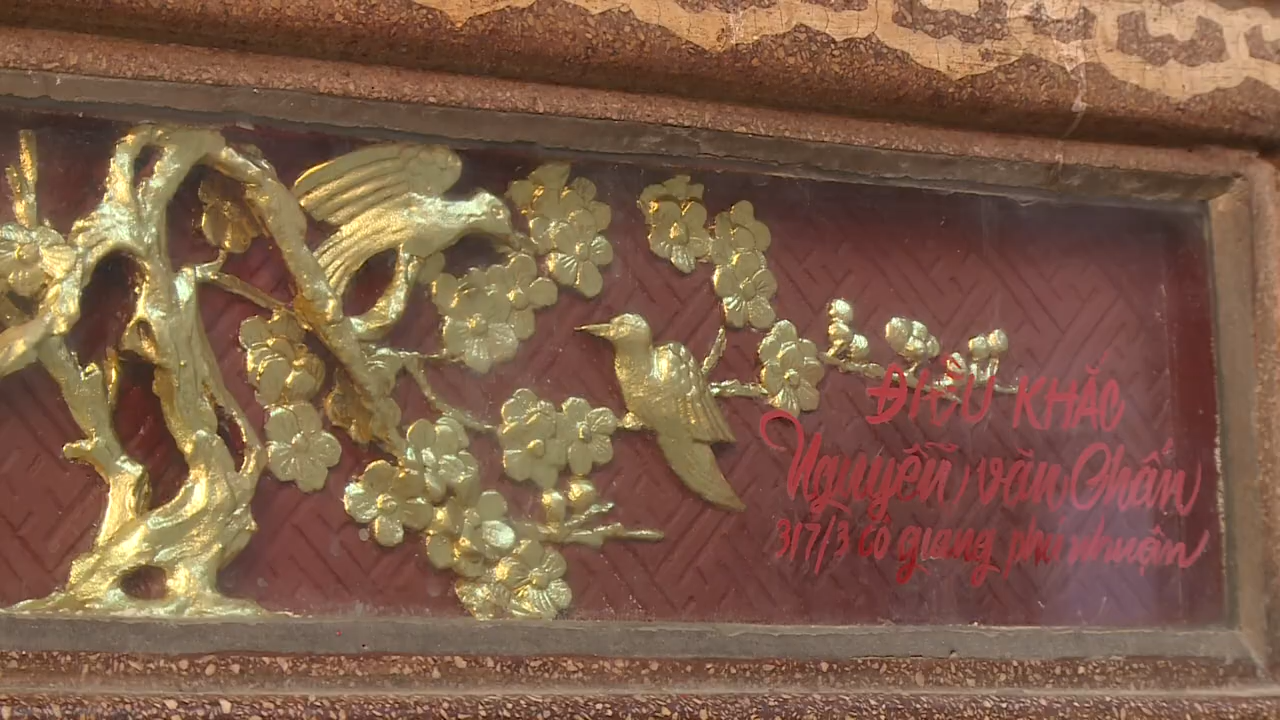 ĐIÊU KHẮC
Nguyễn văn Chấn
317/3 cô giang phú nhuận